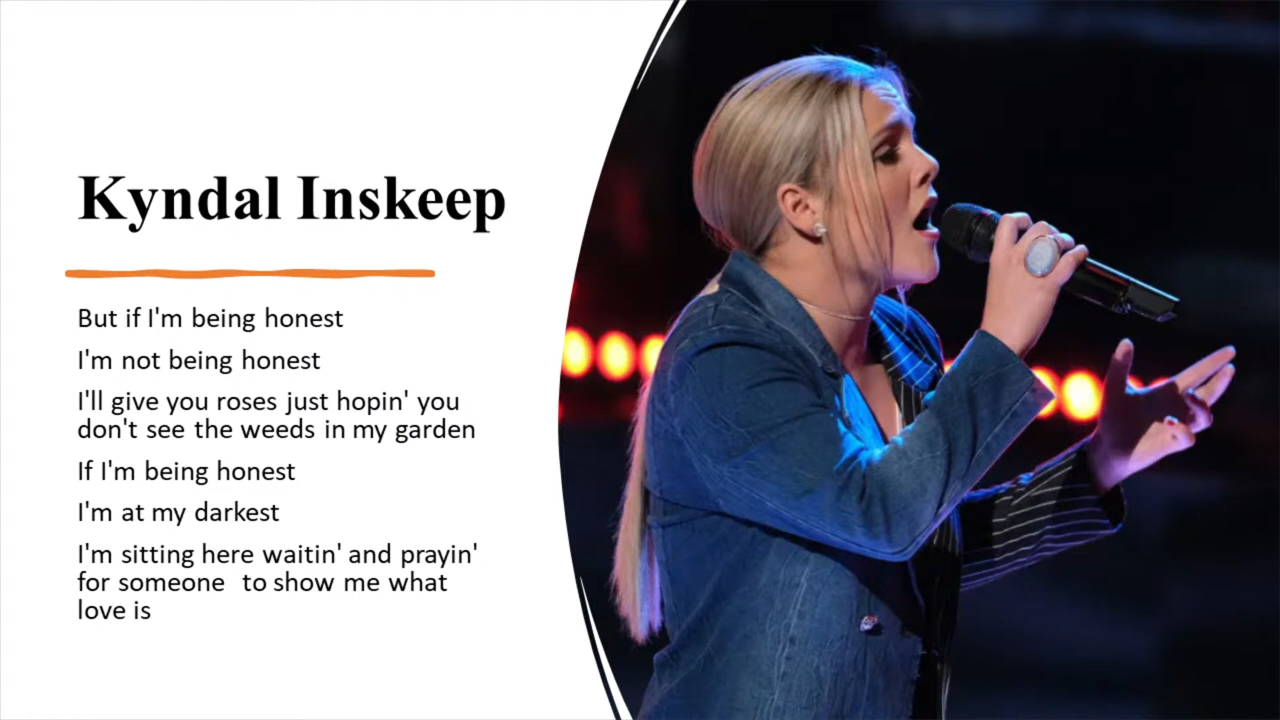 Kyndal Inskeep
But if I'm being honest
I'm not being honest
I'll give you roses just hopin' you
don't see the weeds in my garden
If I'm being honest
I'm at my darkest
I'm sitting here waitin' and prayin'
for someone to show me what
love is